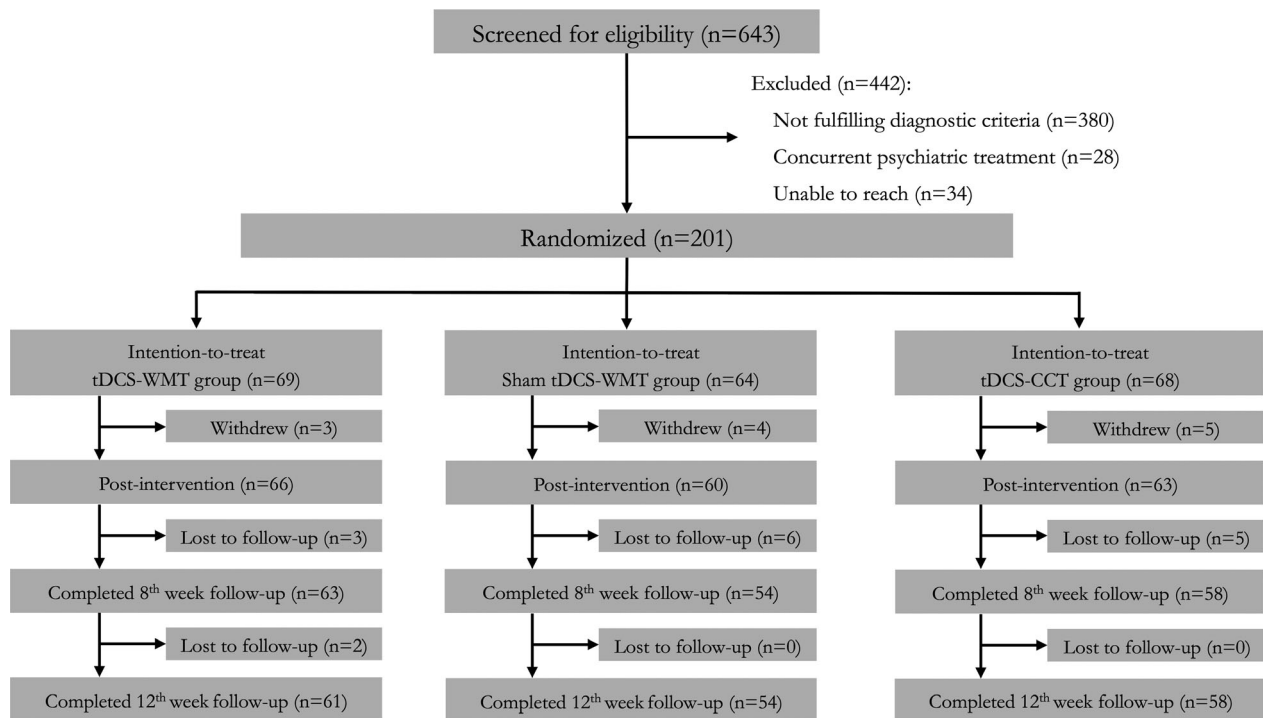 Screened for eligibility (n=643)
Excluded (n=442):
Not fulfilling diagnostic criteria (n=380)
Concurrent psychiatric treatment (n=28)
Unable to reach (n=34)
Randomized (n=201)
Intention-to-treat
tDCS-WMT group (n=69)
Withdrew (n=3)
Post-intervention (n=66)
Lost to follow-up (n=3)
Completed 8th week follow-up (n=63)
Lost to follow-up (n=2)
Completed 12th week follow-up (n=61)
Intention-to-treat
Sham tDCS-WMT group (n=64)
Withdrew (n=4)
Post-intervention (n=60)
Lost to follow-up (n=6)
Completed 8th week follow-up (n=54)
Lost to follow-up (n=0)
Completed 12th week follow-up (n=54)
Intention-to-treat
tDCS-CCT group (n=68)
Withdrew (n=5)
Post-intervention (n=63)
Lost to follow-up (n=5)
Completed 8th week follow-up (n=58)
Lost to follow-up (n=0)
Completed 12th week follow-up (n=58)